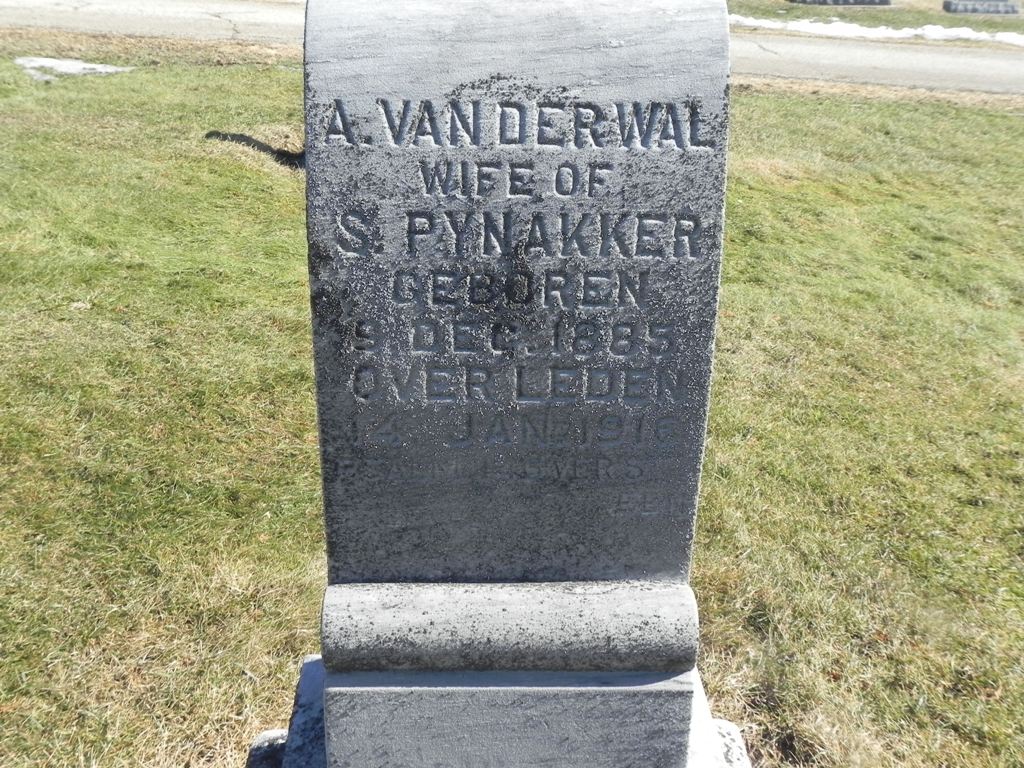 A. VAN DER WAL
WIFE OF
S. PYNAKKER
GEBOREN
9 DEC. 1885
OVERLEDEN
14 JAN. 1916